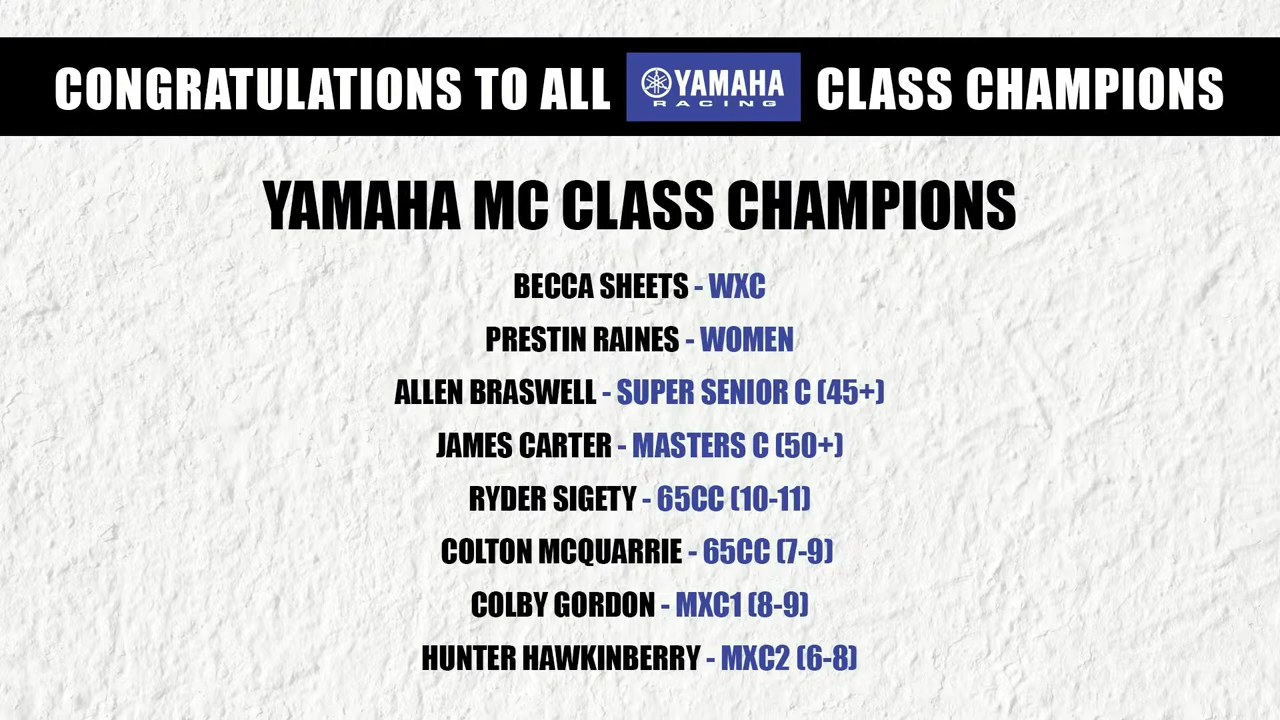 CONGRATULATIONS TO ALL YAMAHA RACING CLASS CHAMPIONS
YAMAHA MC CLASS CHAMPIONS
BECCA SHEETS - WXC
PRESTIN RAINES - WOMEN
ALLEN BRASWELL - SUPER SENIOR C (45+)
JAMES CARTER - MASTERS C (50+)
RYDER SIGETY - 65CC (10-11)
COLTON MCQUARRIE - 65CC (7-9)
COLBY GORDON - MXC1 (8-9)
HUNTER HAWKINBERRY - MXC2 (6-8)